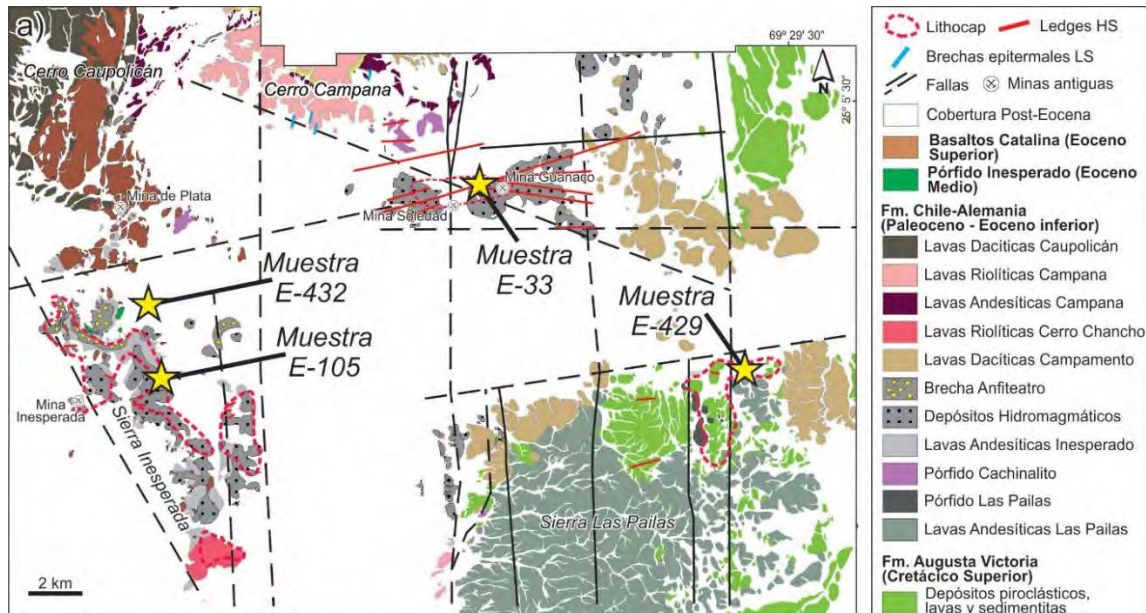 a)
69º 29' 30"
25º 5' 30"
N
Cerro Caupolicán
Cerro Campana
Mina de Plata
Mina Guanaco
Mina Soledad
Muestra
E-33
Muestra
E-432
Muestra
E-429
Muestra
E-105
Mina
Inesperada
Sierra Inesperada
Sierra Las Pailas
2 km
Lithocap
Ledges HS
Brechas epitermales LS
Fallas
Minas antiguas
Cobertura Post-Eocena
Basaltos Catalina (Eoceno
Superior)
Pórfido Inesperado (Eoceno
Medio)
Fm. Chile-Alemania
(Paleoceno - Eoceno inferior)
Lavas Dacíticas Caupolicán
Lavas Riolíticas Campana
Lavas Andesíticas Campana
Lavas Riolíticas Cerro Chancho
Lavas Dacíticas Campamento
Brecha Anfiteatro
Depósitos Hidromagmáticos
Lavas Andesíticas Inesperado
Pórfido Cachinalito
Pórfido Las Pailas
Lavas Andesíticas Las Pailas
Fm. Augusta Victoria
(Cretácico Superior)
Depósitos piroclásticos,
lavas y sedimentitas